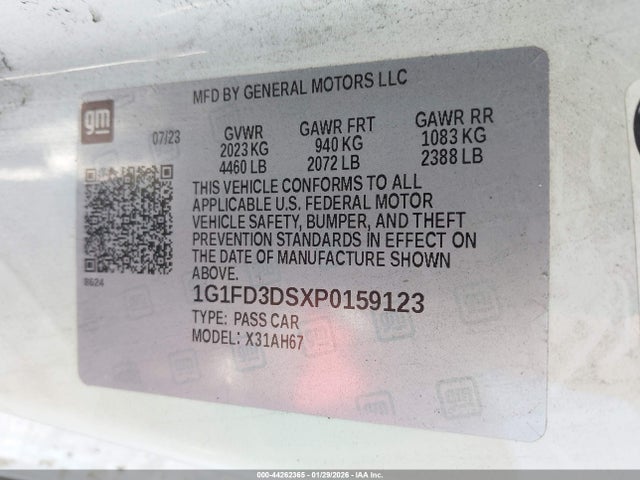 MFD BY GENERAL MOTORS LLC
gm
07/23
GVWR GAWR FRT GAWR RR
2023 KG 940 KG 1083 KG
4460 LB 2072 LB 2388 LB
THIS VEHICLE CONFORMS TO ALL
APPLICABLE U.S. FEDERAL MOTOR
VEHICLE SAFETY, BUMPER, AND THEFT
PREVENTION STANDARDS IN EFFECT ON
THE DATE OF MANUFACTURE SHOWN
ABOVE.
8624
1G1FD3DSXP0159123
TYPE: PASS CAR
MODEL: X31AH67
000-44262365 - 01/29/2026 - IAA Inc.